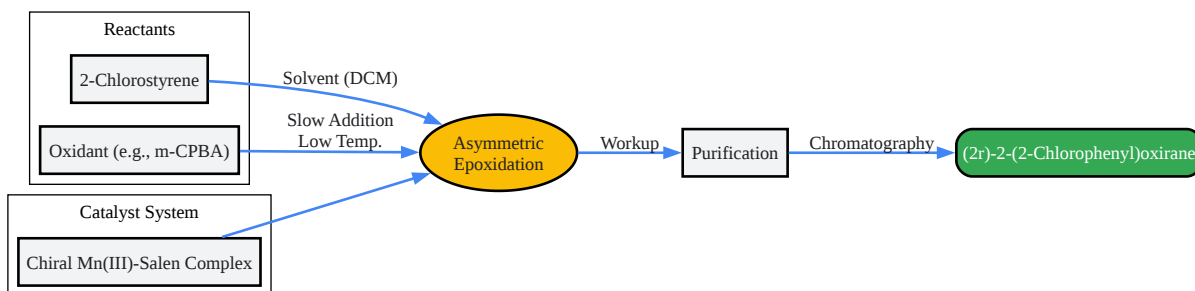 Reactants
2-Chlorostyrene
Solvent (DCM)
Oxidant (e.g., m-CPBA)
Slow Addition
Low Temp.
Asymmetric
Epoxidation
Workup
Purification
Chromatography
(2r)-2-(2-Chlorophenyl)oxirane
Catalyst System
Chiral Mn(III)-Salen Complex